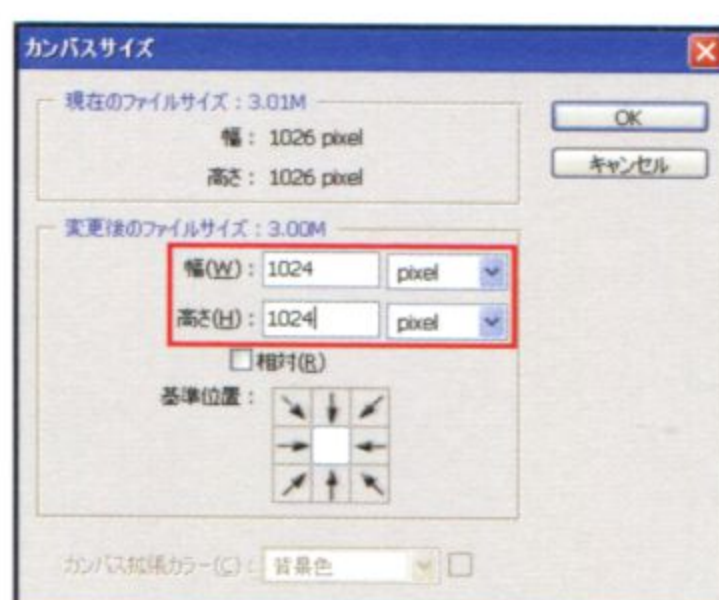 カンバスサイズ
現在のファイルサイズ：3.01M
幅： 1026 pixel
高さ： 1026 pixel
OK
キャンセル
変更後のファイルサイズ：3.00M
幅(W)： 1024 pixel
高さ(H)： 1024 pixel
相対(R)
基準位置：
カンバス拡張カラー(C)： 背景色